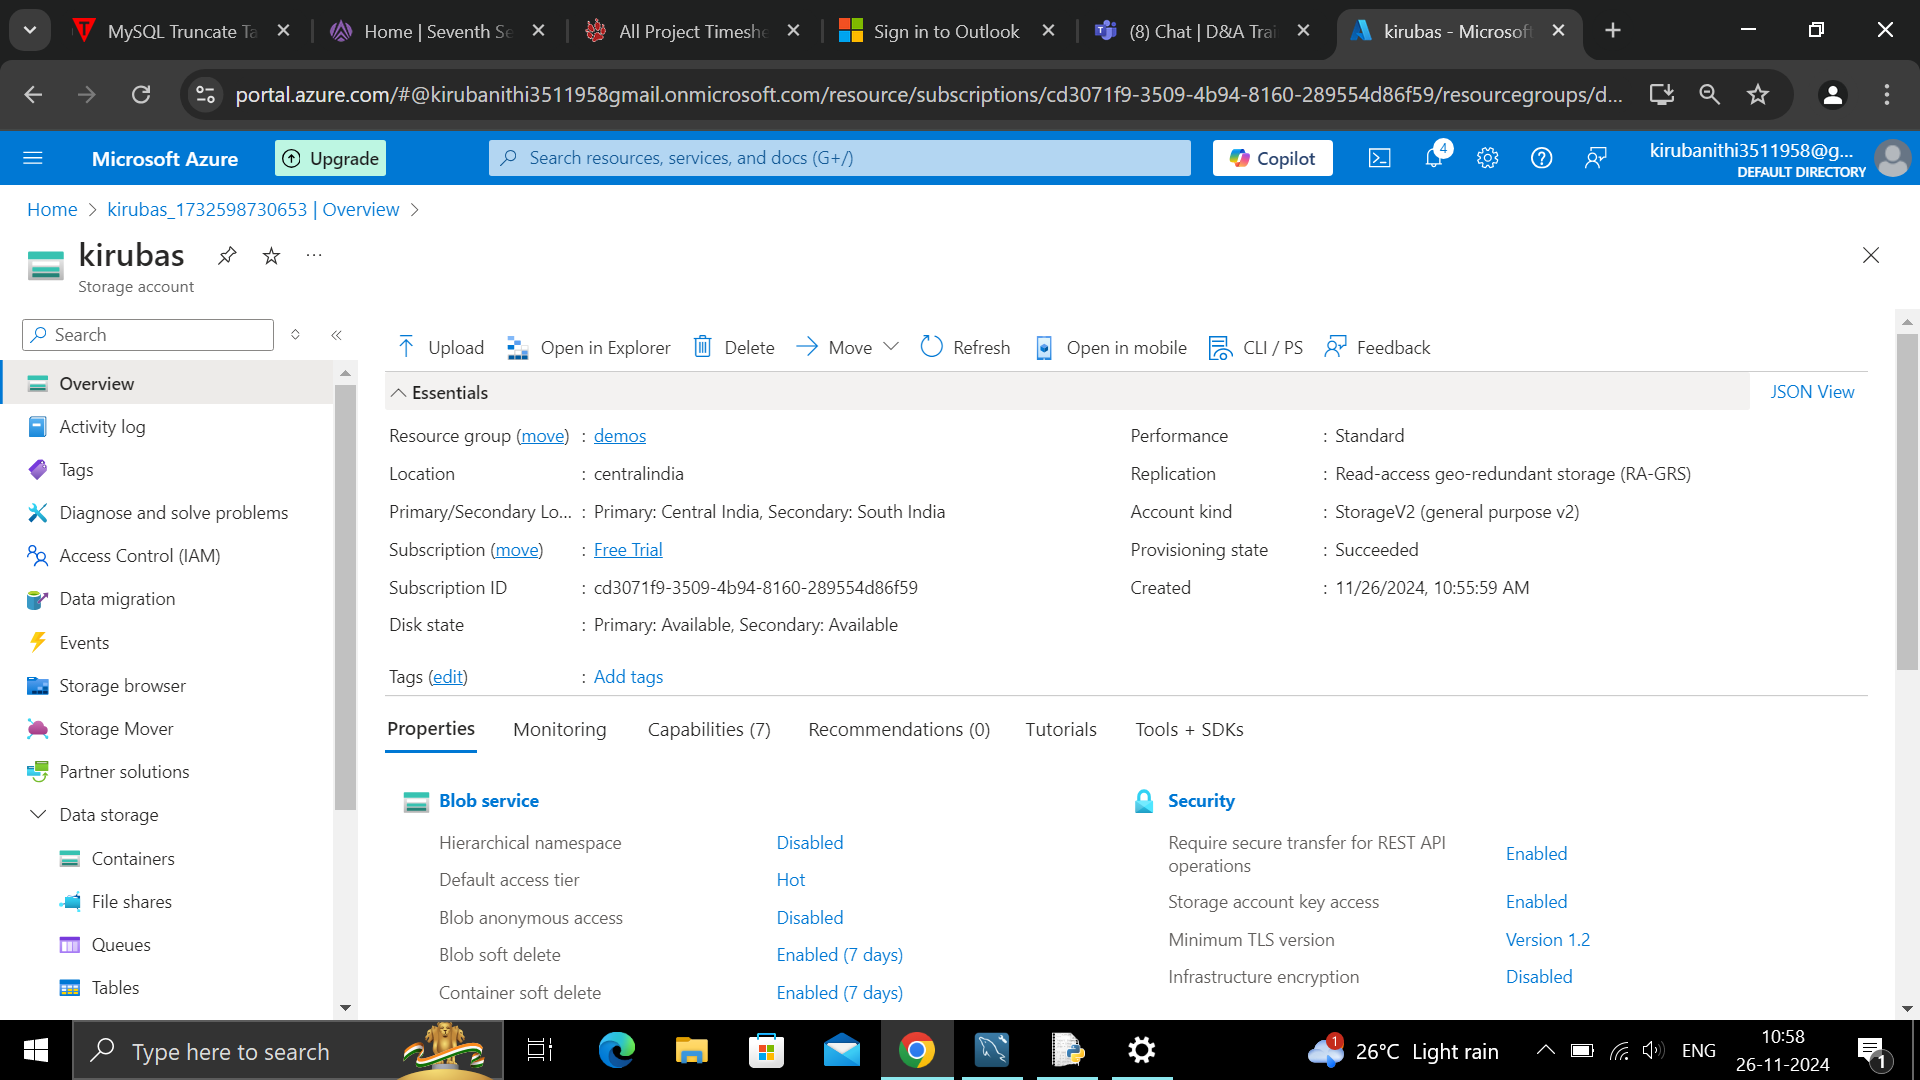 MySQL Truncate Ta
Home | Seventh Se
All Project Timeshe
Sign in to Outlook
(8) Chat | D&A Trai
kirubas - Microsoft
portal.azure.com/#@kirubanithi3511958gmail.onmicrosoft.com/resource/subscriptions/cd3071f9-3509-4b94-8160-289554d86f59/resourcegroups/d...
Microsoft Azure
Upgrade
Search resources, services, and docs (G+/)
Copilot
4
kirubanithi3511958@g...
DEFAULT DIRECTORY
Home > kirubas_1732598730653 | Overview >
kirubas
Storage account
Search
Overview
Activity log
Tags
Diagnose and solve problems
Access Control (IAM)
Data migration
Events
Storage browser
Storage Mover
Partner solutions
Data storage
Containers
File shares
Queues
Tables
Upload
Open in Explorer
Delete
Move
Refresh
Open in mobile
CLI / PS
Feedback
Essentials
JSON View
Resource group (move) : demos
Location : centralindia
Primary/Secondary Lo... : Primary: Central India, Secondary: South India
Subscription (move) : Free Trial
Subscription ID : cd3071f9-3509-4b94-8160-289554d86f59
Disk state : Primary: Available, Secondary: Available
Tags (edit) : Add tags
Performance : Standard
Replication : Read-access geo-redundant storage (RA-GRS)
Account kind : StorageV2 (general purpose v2)
Provisioning state : Succeeded
Created : 11/26/2024, 10:55:59 AM
Properties
Monitoring
Capabilities (7)
Recommendations (0)
Tutorials
Tools + SDKs
Blob service
Hierarchical namespace Disabled
Default access tier Hot
Blob anonymous access Disabled
Blob soft delete Enabled (7 days)
Container soft delete Enabled (7 days)
Security
Require secure transfer for REST API
operations
Enabled
Storage account key access Enabled
Minimum TLS version Version 1.2
Infrastructure encryption Disabled
Type here to search
1
26°C Light rain
ENG
10:58
26-11-2024
1